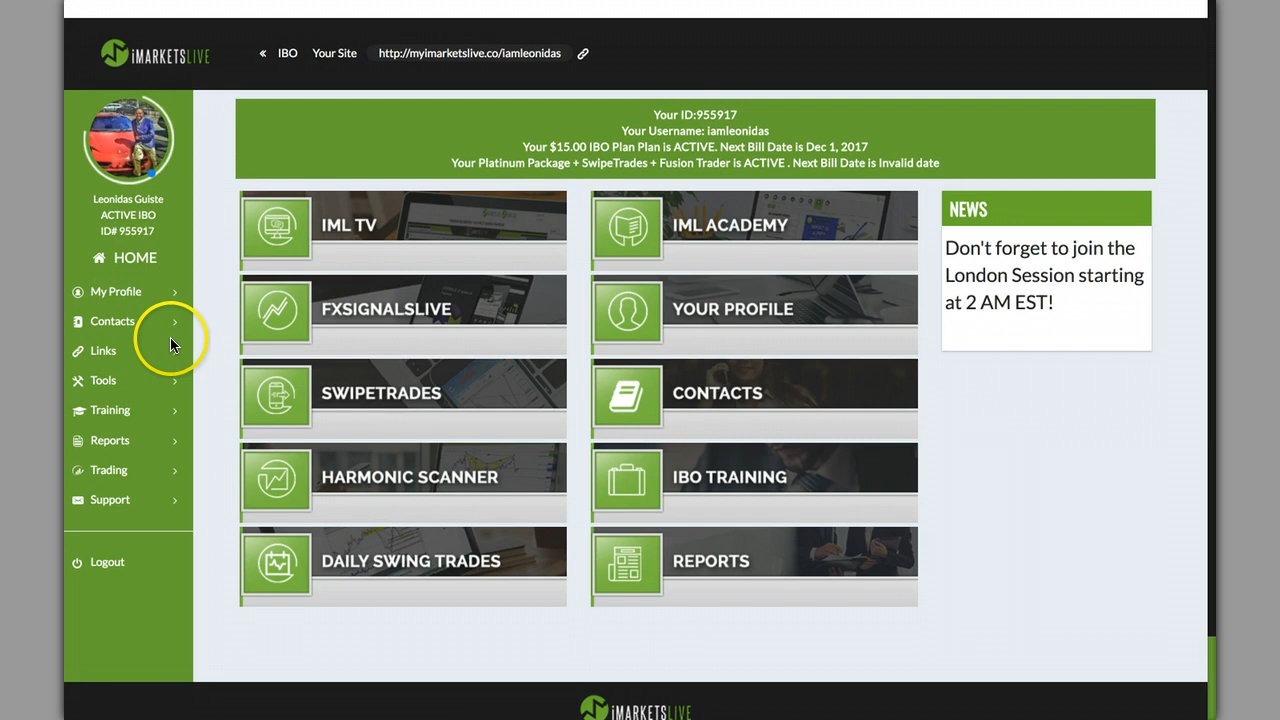 iMARKETSLIVE
« IBO Your Site http://myimarketslive.co/iamleonidas
Your ID:955917
Your Username: iamleonidas
Your $15.00 IBO Plan Plan is ACTIVE. Next Bill Date is Dec 1, 2017
Your Platinum Package + SwipeTrades + Fusion Trader is ACTIVE . Next Bill Date is Invalid date
Leonidas Guiste
ACTIVE IBO
ID# 955917
HOME
My Profile
Contacts
Links
Tools
Training
Reports
Trading
Support
Logout
IML TV
IML ACADEMY
FXSIGNALSLIVE
YOUR PROFILE
SWIPETRADES
CONTACTS
HARMONIC SCANNER
IBO TRAINING
DAILY SWING TRADES
REPORTS
NEWS
Don't forget to join the
London Session starting
at 2 AM EST!
iMARKETSLIVE